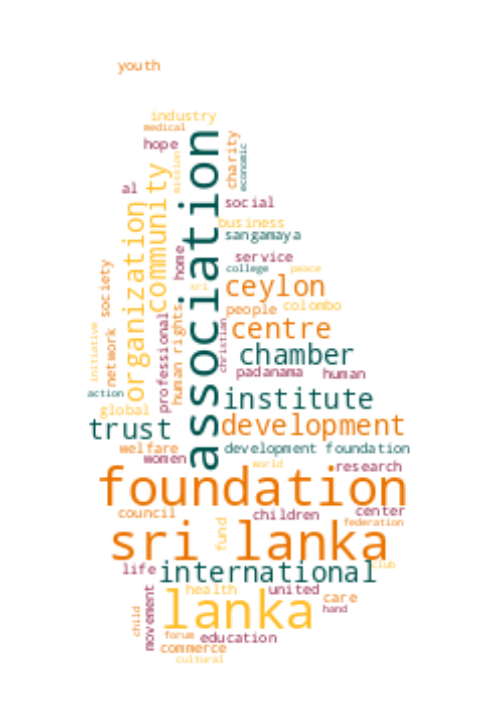 youth
industry
medical
hope
mission
charity
economic
al
association
community
organization
social
business
sangamaya
home
service
college
peace
society
sri
ceylon
people
colombo
professional
human rights
christian
centre
network
initiative
chamber
padanama
human
action
institute
global
trust
development
welfare
development foundation
women
world
research
foundation
council
fund
children
center
federation
sri lanka
life
international
club
health
united
movement
lanka
care
hand
child
forum
education
commerce
cultural